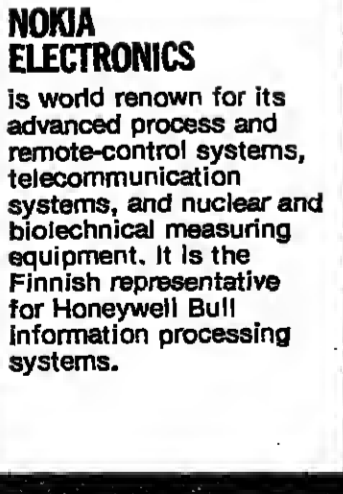 NOKIA
ELECTRONICS
is world renown for its
advanced process and
remote-control systems,
telecommunication
systems, and nuclear and
biotechnical measuring
equipment. It is the
Finnish representative
for Honeywell Bull
information processing
systems.